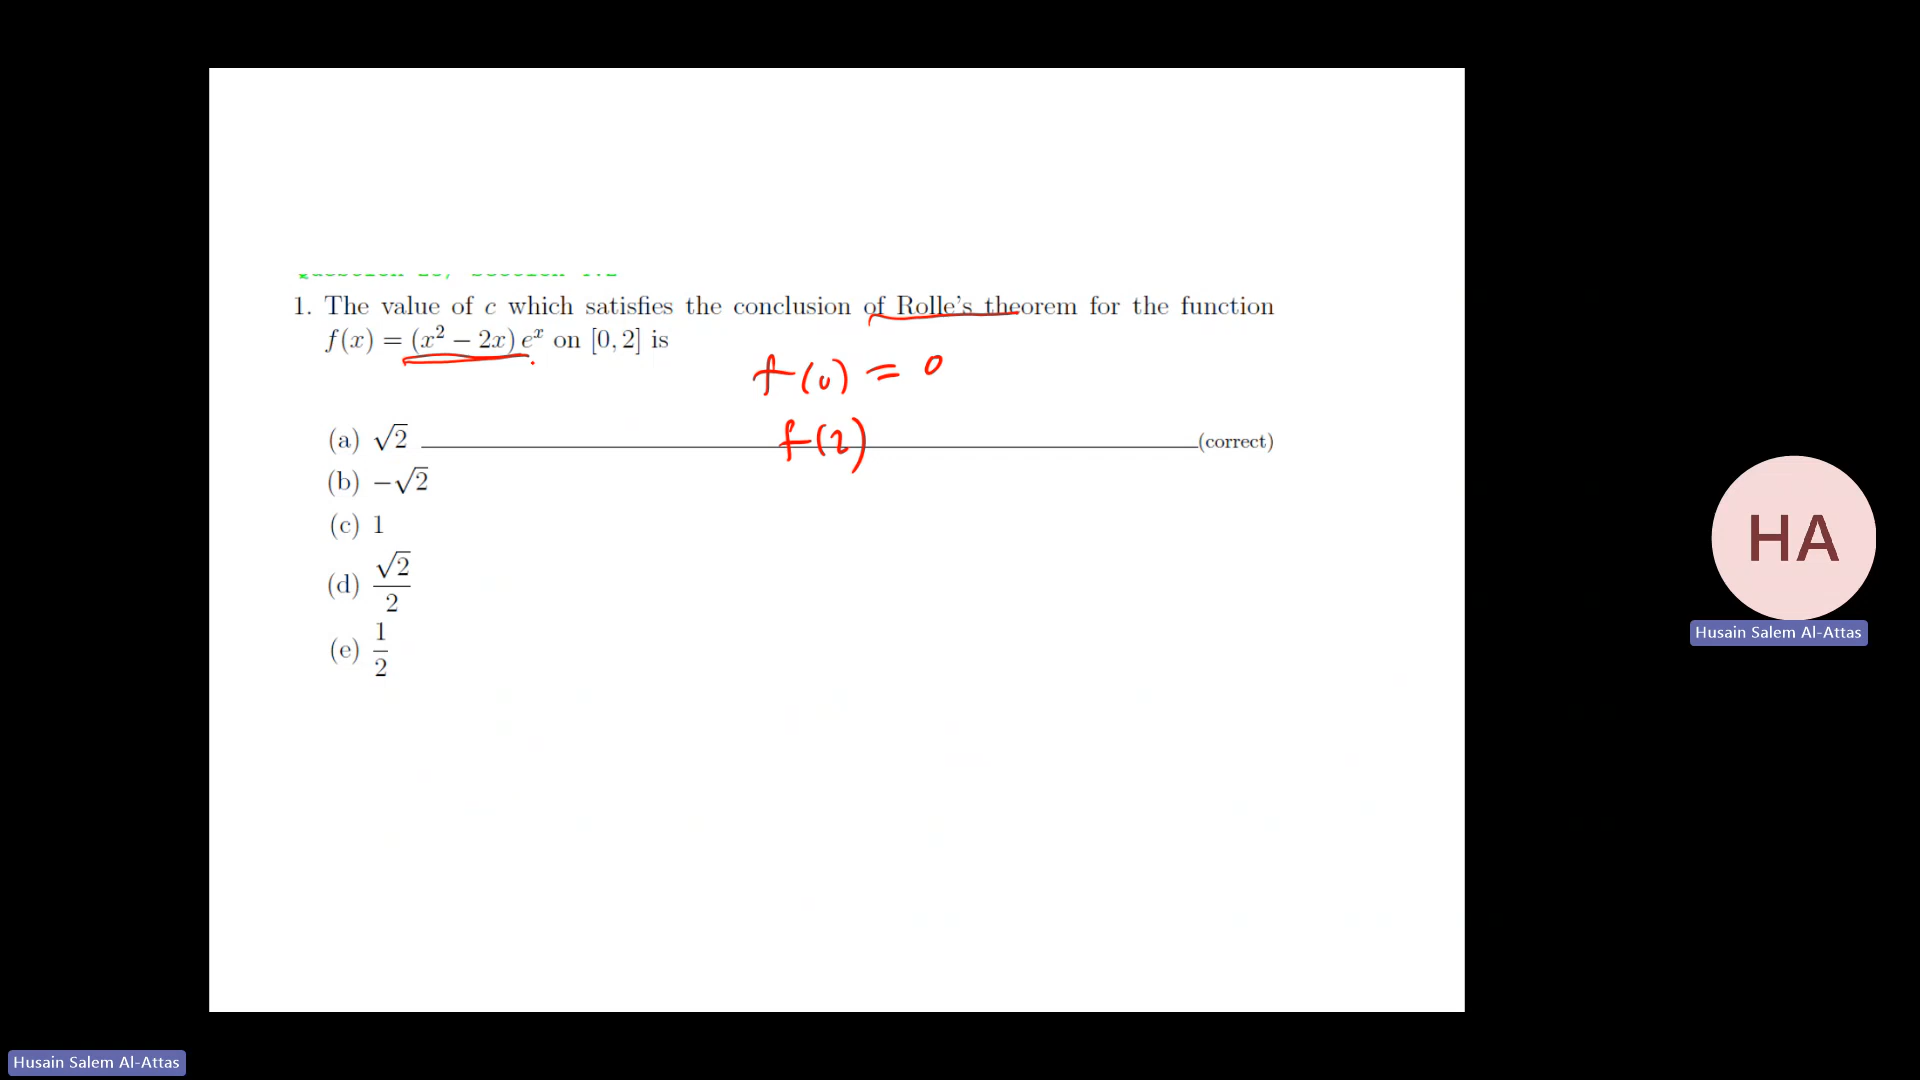 1. The value of c which satisfies the conclusion of Rolle's theorem for the function
f(x) = (x² − 2x) eˣ on [0, 2] is
f(0) = 0
(a) √2 (correct)
f(2)
(b) −√2
(c) 1
(d) √2/2
(e) 1/2
HA
Husain Salem Al-Attas
Husain Salem Al-Attas